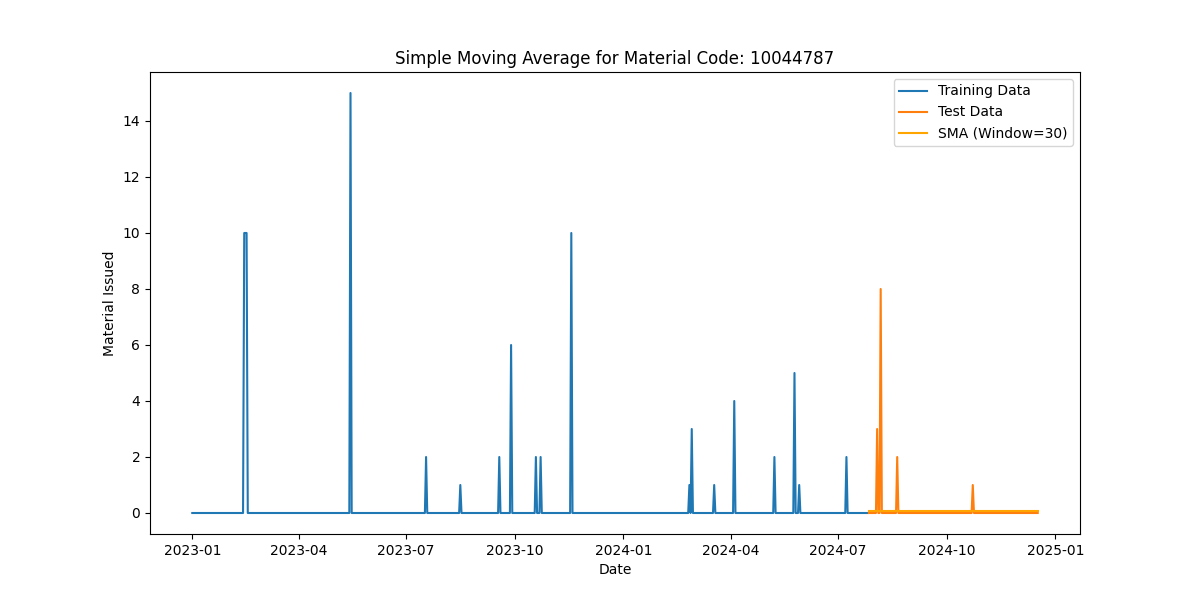 Simple Moving Average for Material Code: 10044787
Training Data
Test Data
SMA (Window=30)
Material Issued
14
12
10
8
6
4
2
0
2023-01 2023-04 2023-07 2023-10 2024-01 2024-04 2024-07 2024-10 2025-01
Date